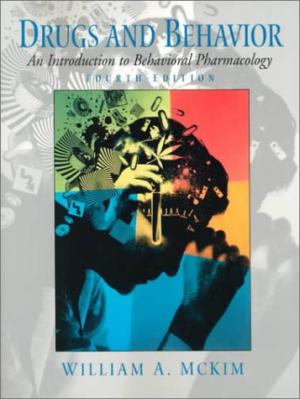 DRUGS AND BEHAVIOR
An Introduction to Behavioral Pharmacology
FOURTH EDITION
WILLIAM A. MCKIM